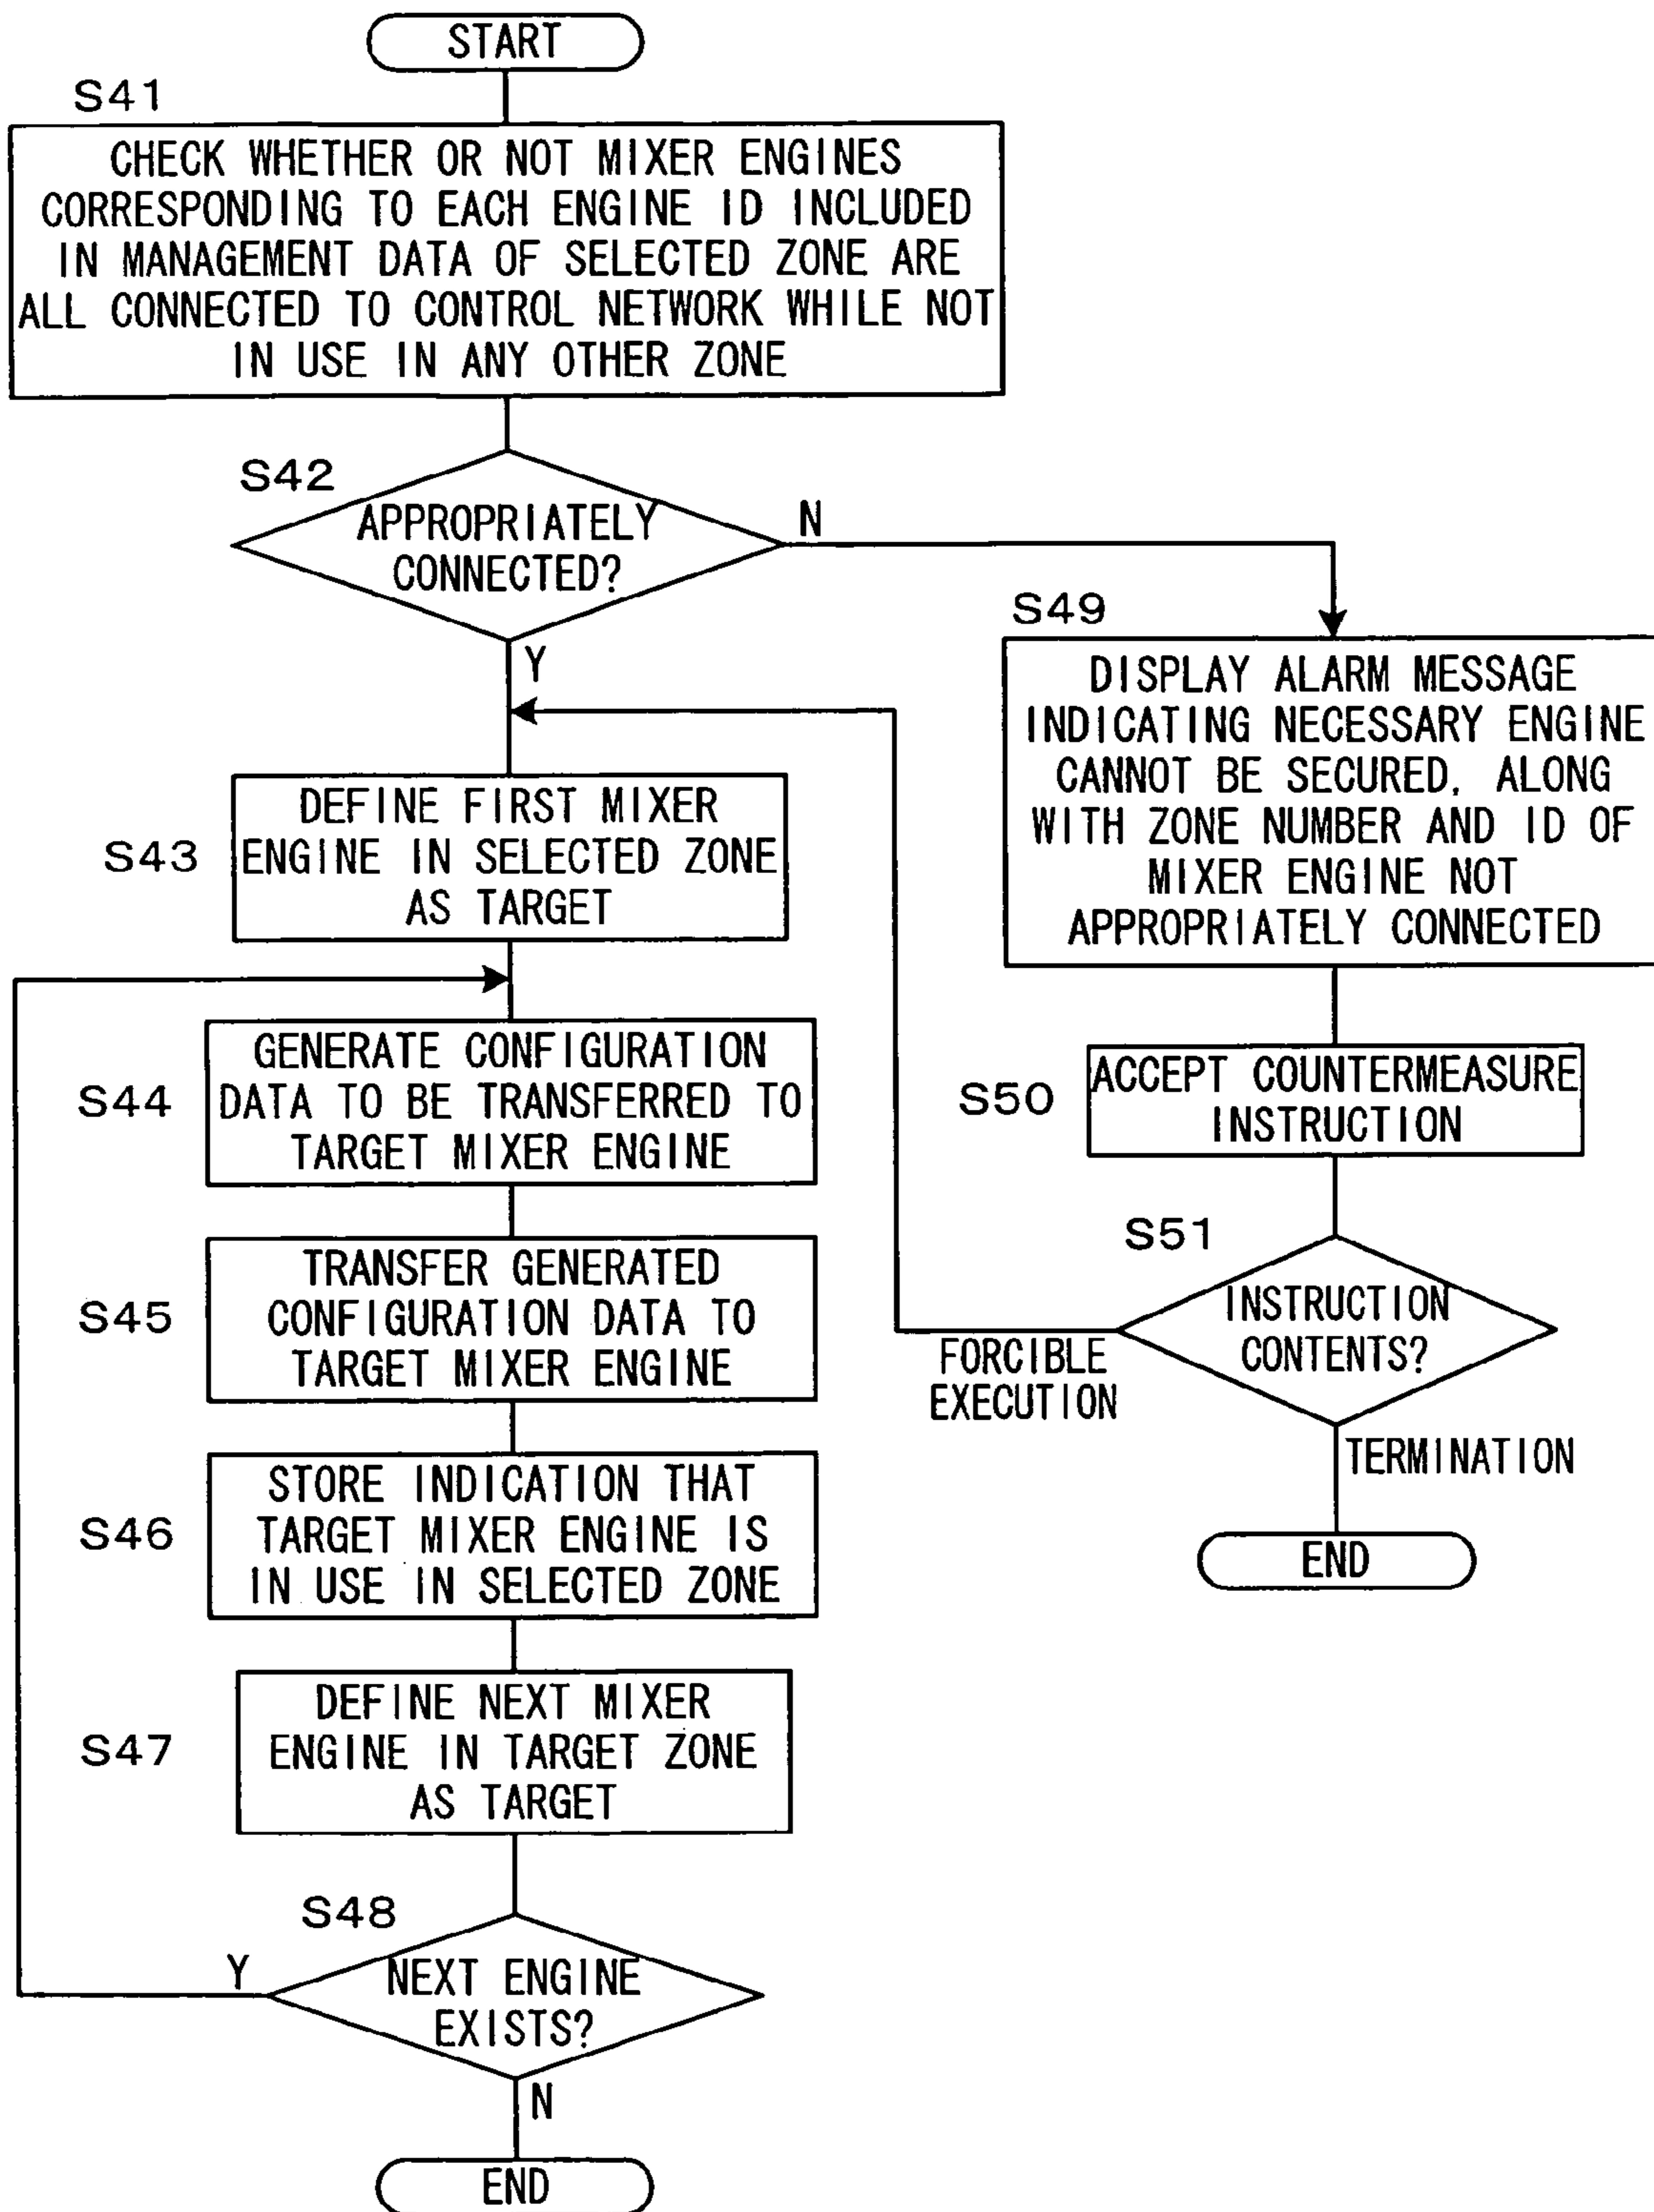 START
S41
CHECK WHETHER OR NOT MIXER ENGINES
CORRESPONDING TO EACH ENGINE ID INCLUDED
IN MANAGEMENT DATA OF SELECTED ZONE ARE
ALL CONNECTED TO CONTROL NETWORK WHILE NOT
IN USE IN ANY OTHER ZONE
S42
APPROPRIATELY
CONNECTED?
N
Y
S43
DEFINE FIRST MIXER
ENGINE IN SELECTED ZONE
AS TARGET
S44
GENERATE CONFIGURATION
DATA TO BE TRANSFERRED TO
TARGET MIXER ENGINE
S45
TRANSFER GENERATED
CONFIGURATION DATA TO
TARGET MIXER ENGINE
S46
STORE INDICATION THAT
TARGET MIXER ENGINE IS
IN USE IN SELECTED ZONE
S47
DEFINE NEXT MIXER
ENGINE IN TARGET ZONE
AS TARGET
S48
NEXT ENGINE
EXISTS?
Y
N
END
S49
DISPLAY ALARM MESSAGE
INDICATING NECESSARY ENGINE
CANNOT BE SECURED, ALONG
WITH ZONE NUMBER AND ID OF
MIXER ENGINE NOT
APPROPRIATELY CONNECTED
S50
ACCEPT COUNTERMEASURE
INSTRUCTION
S51
INSTRUCTION
CONTENTS?
FORCIBLE
EXECUTION
TERMINATION
END